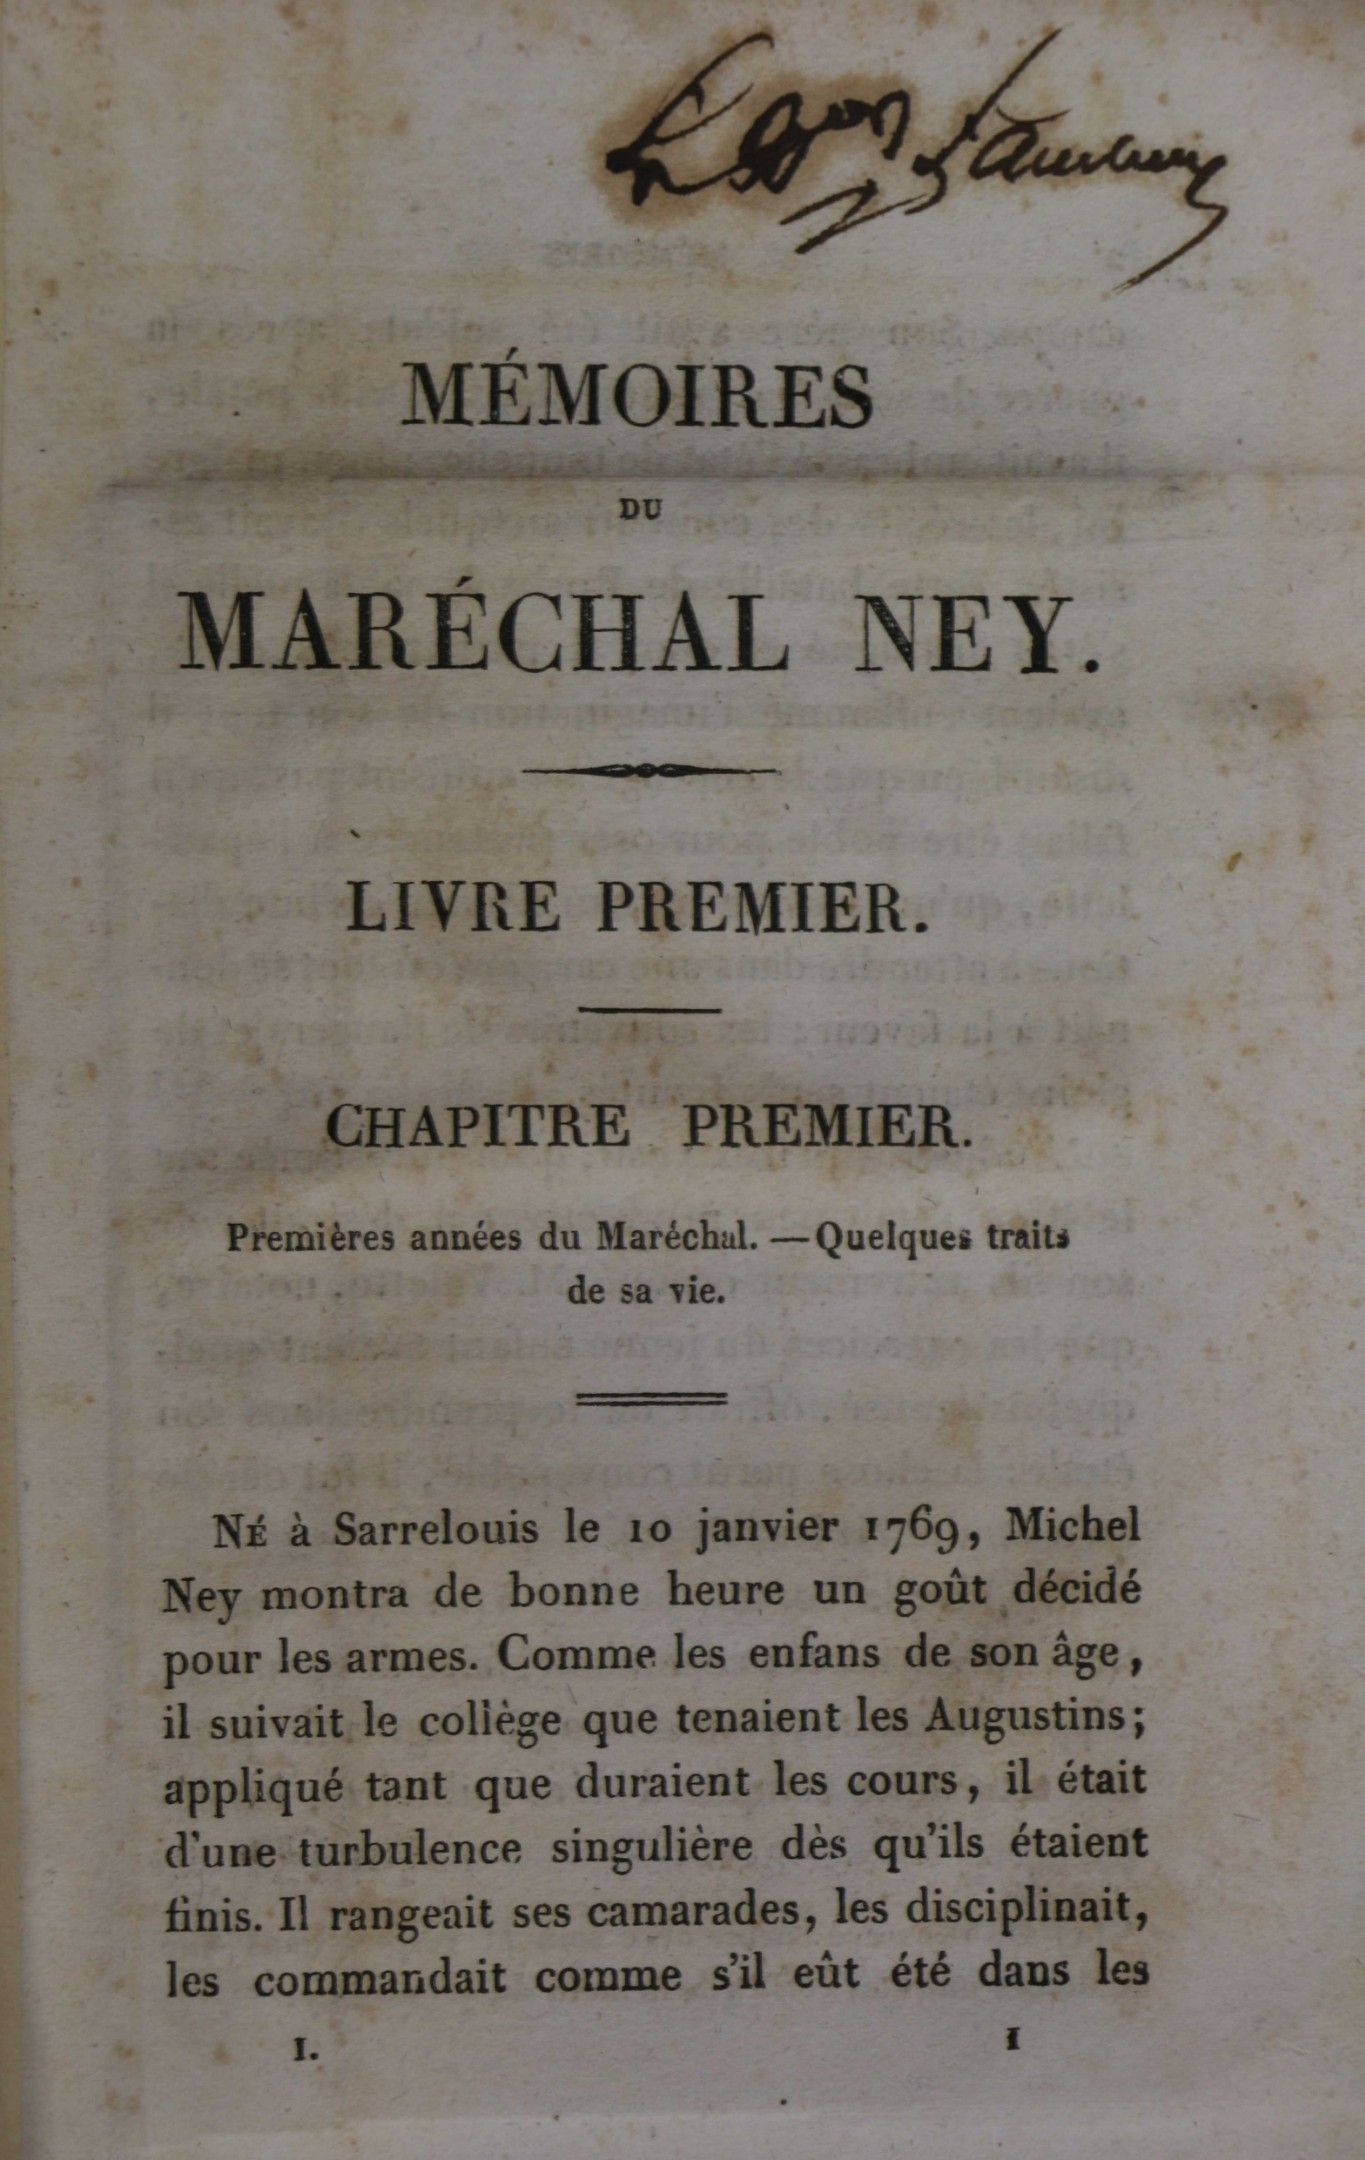 MÉMOIRES
DU
MARÉCHAL NEY.
LIVRE PREMIER.
CHAPITRE PREMIER.
Premières années du Maréchal. — Quelques traits
de sa vie.
NÉ à Sarrelouis le 10 janvier 1769, Michel
Ney montra de bonne heure un goût décidé
pour les armes. Comme les enfans de son âge,
il suivait le collège que tenaient les Augustins;
appliqué tant que duraient les cours, il était
d'une turbulence singulière dès qu'ils étaient
finis. Il rangeait ses camarades, les disciplinait,
les commandait comme s'il eût été dans les
I. 1